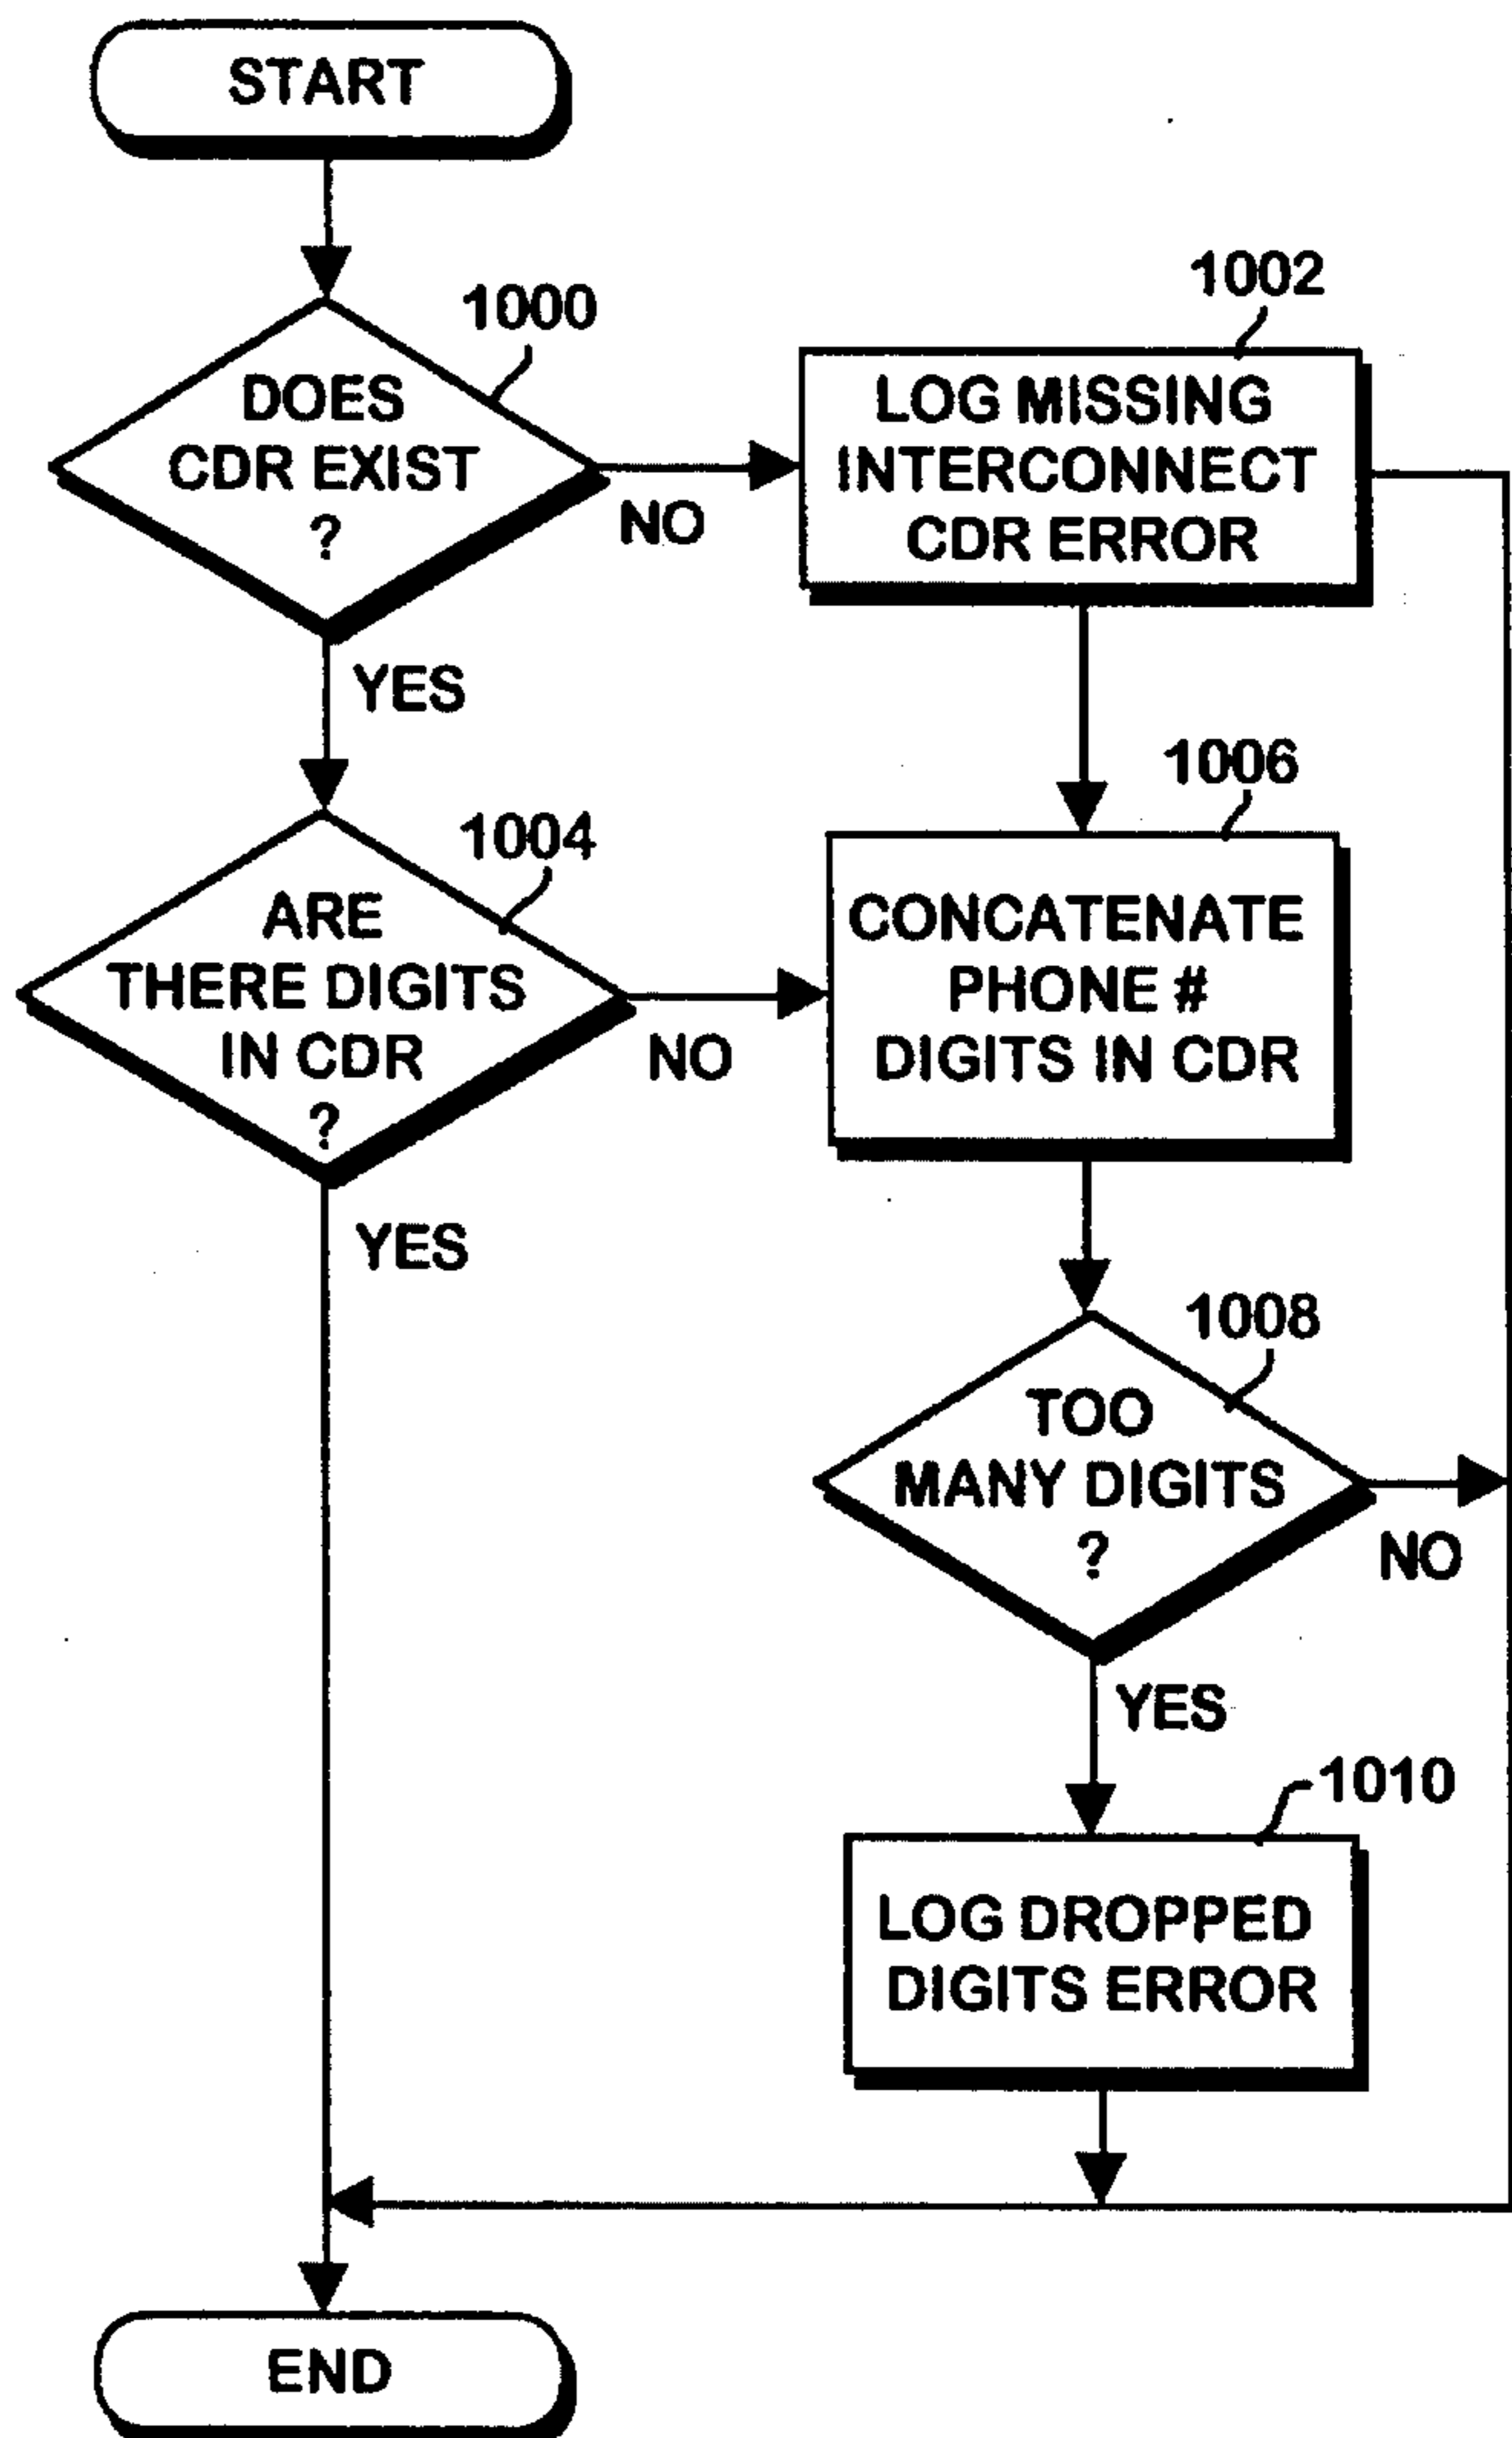 START
1000
DOES
CDR EXIST
?
NO
YES
1002
LOG MISSING
INTERCONNECT
CDR ERROR
1004
ARE
THERE DIGITS
IN CDR
?
NO
YES
1006
CONCATENATE
PHONE #
DIGITS IN CDR
1008
TOO
MANY DIGITS
?
NO
YES
1010
LOG DROPPED
DIGITS ERROR
END